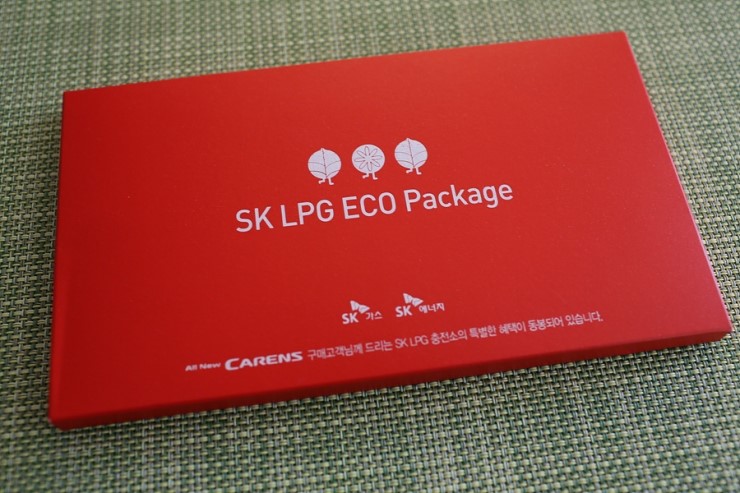 SK LPG ECO Package
SK 가스 SK 에너지
All New CARENS 구매고객님께 드리는 SK LPG 충전소의 특별한 혜택이 동봉되어 있습니다.